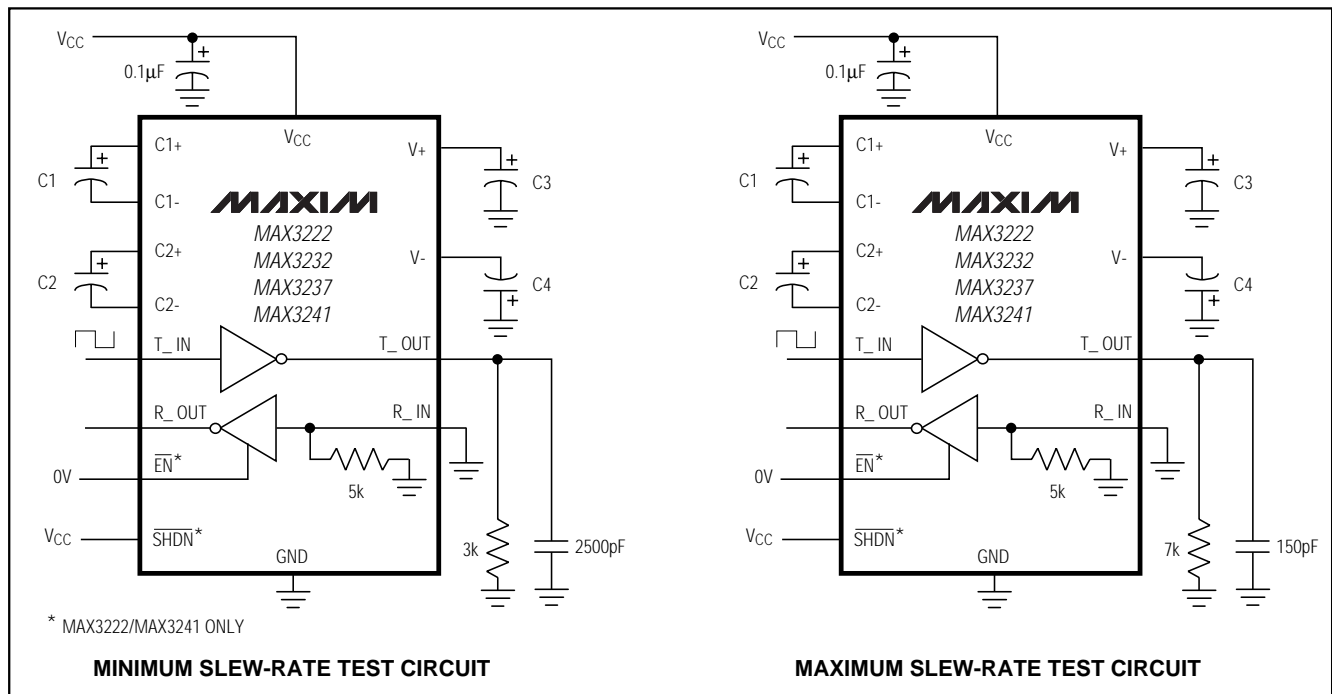 VCC
+
0.1µF
VCC
C1+
+
C1
C1-
C2+
+
C2
C2-
V+
+
C3
V-
C4
+
MAXIM
MAX3222
MAX3232
MAX3237
MAX3241
T_ IN
T_ OUT
R_ OUT
R_ IN
0V
EN*
5k
VCC
SHDN*
GND
3k
2500pF
* MAX3222/MAX3241 ONLY
MINIMUM SLEW-RATE TEST CIRCUIT
VCC
+
0.1µF
VCC
C1+
+
C1
C1-
C2+
+
C2
C2-
V+
+
C3
V-
C4
+
MAXIM
MAX3222
MAX3232
MAX3237
MAX3241
T_ IN
T_ OUT
R_ OUT
R_ IN
0V
EN*
5k
VCC
SHDN*
GND
7k
150pF
MAXIMUM SLEW-RATE TEST CIRCUIT